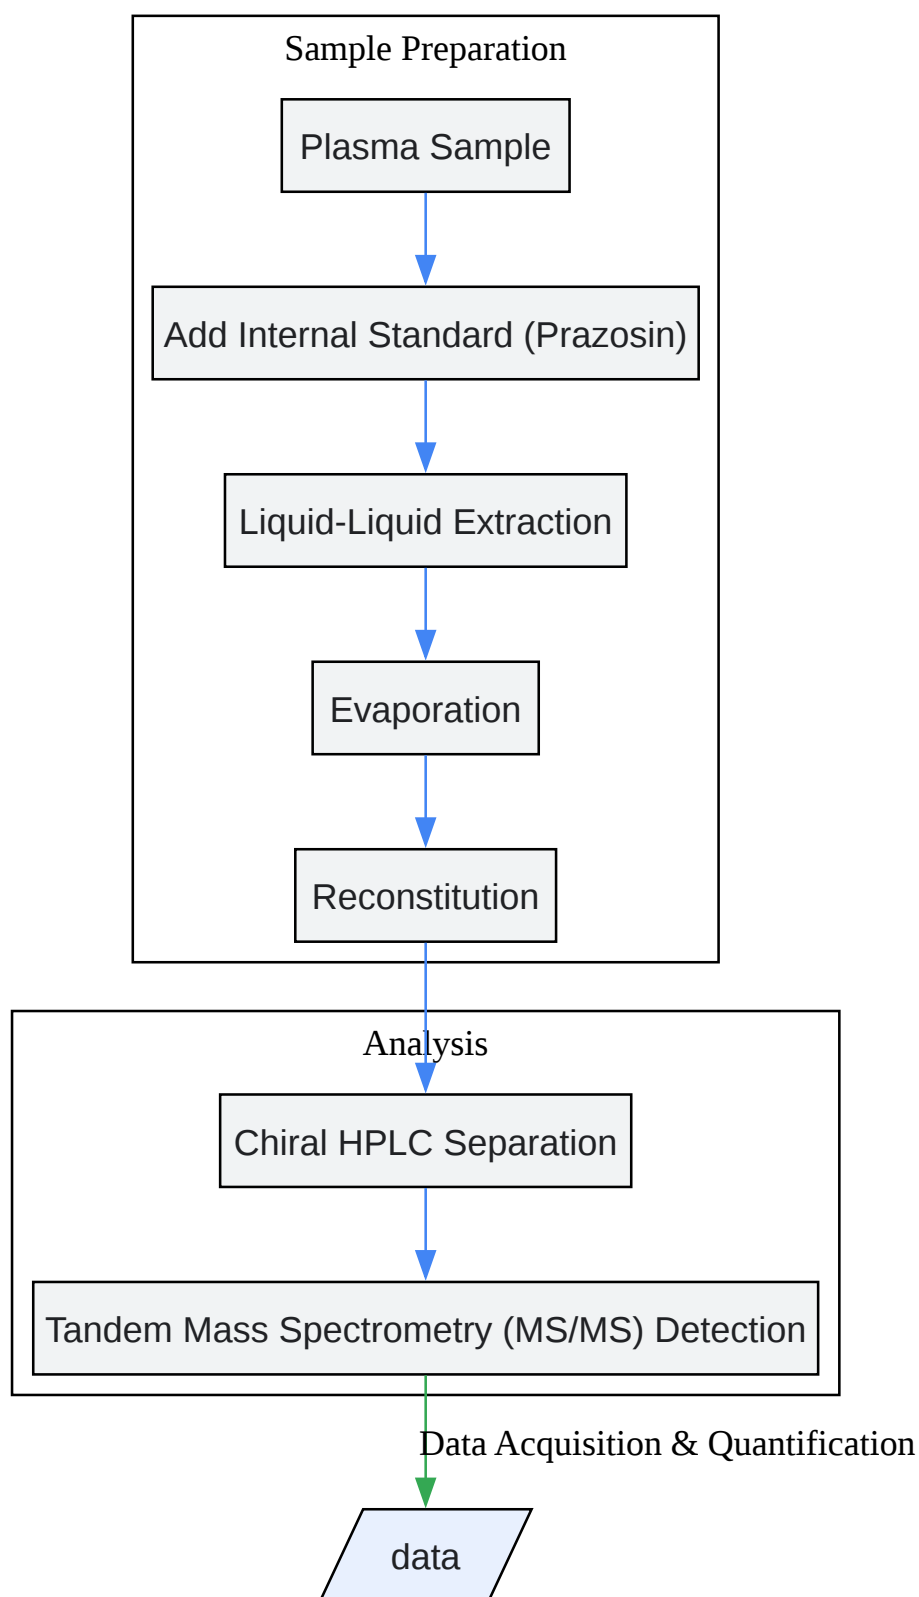 Sample Preparation
Plasma Sample
Add Internal Standard (Prazosin)
Liquid-Liquid Extraction
Evaporation
Reconstitution
Analysis
Chiral HPLC Separation
Tandem Mass Spectrometry (MS/MS) Detection
Data Acquisition & Quantification
data